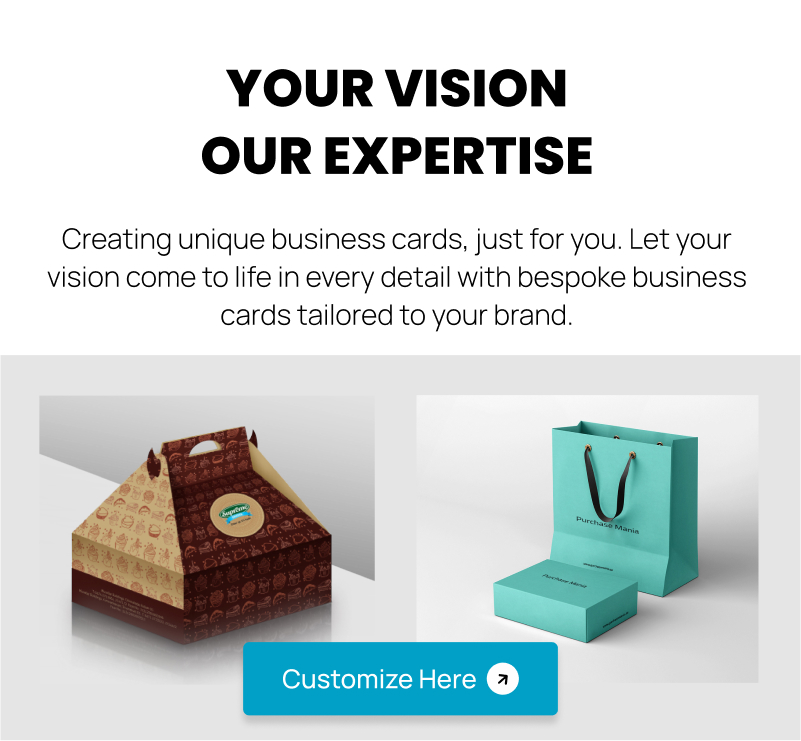 YOUR VISION
OUR EXPERTISE
Creating unique business cards, just for you. Let your
vision come to life in every detail with bespoke business
cards tailored to your brand.
Supreme
Purchase Mania
Purchase Mania
Customize Here